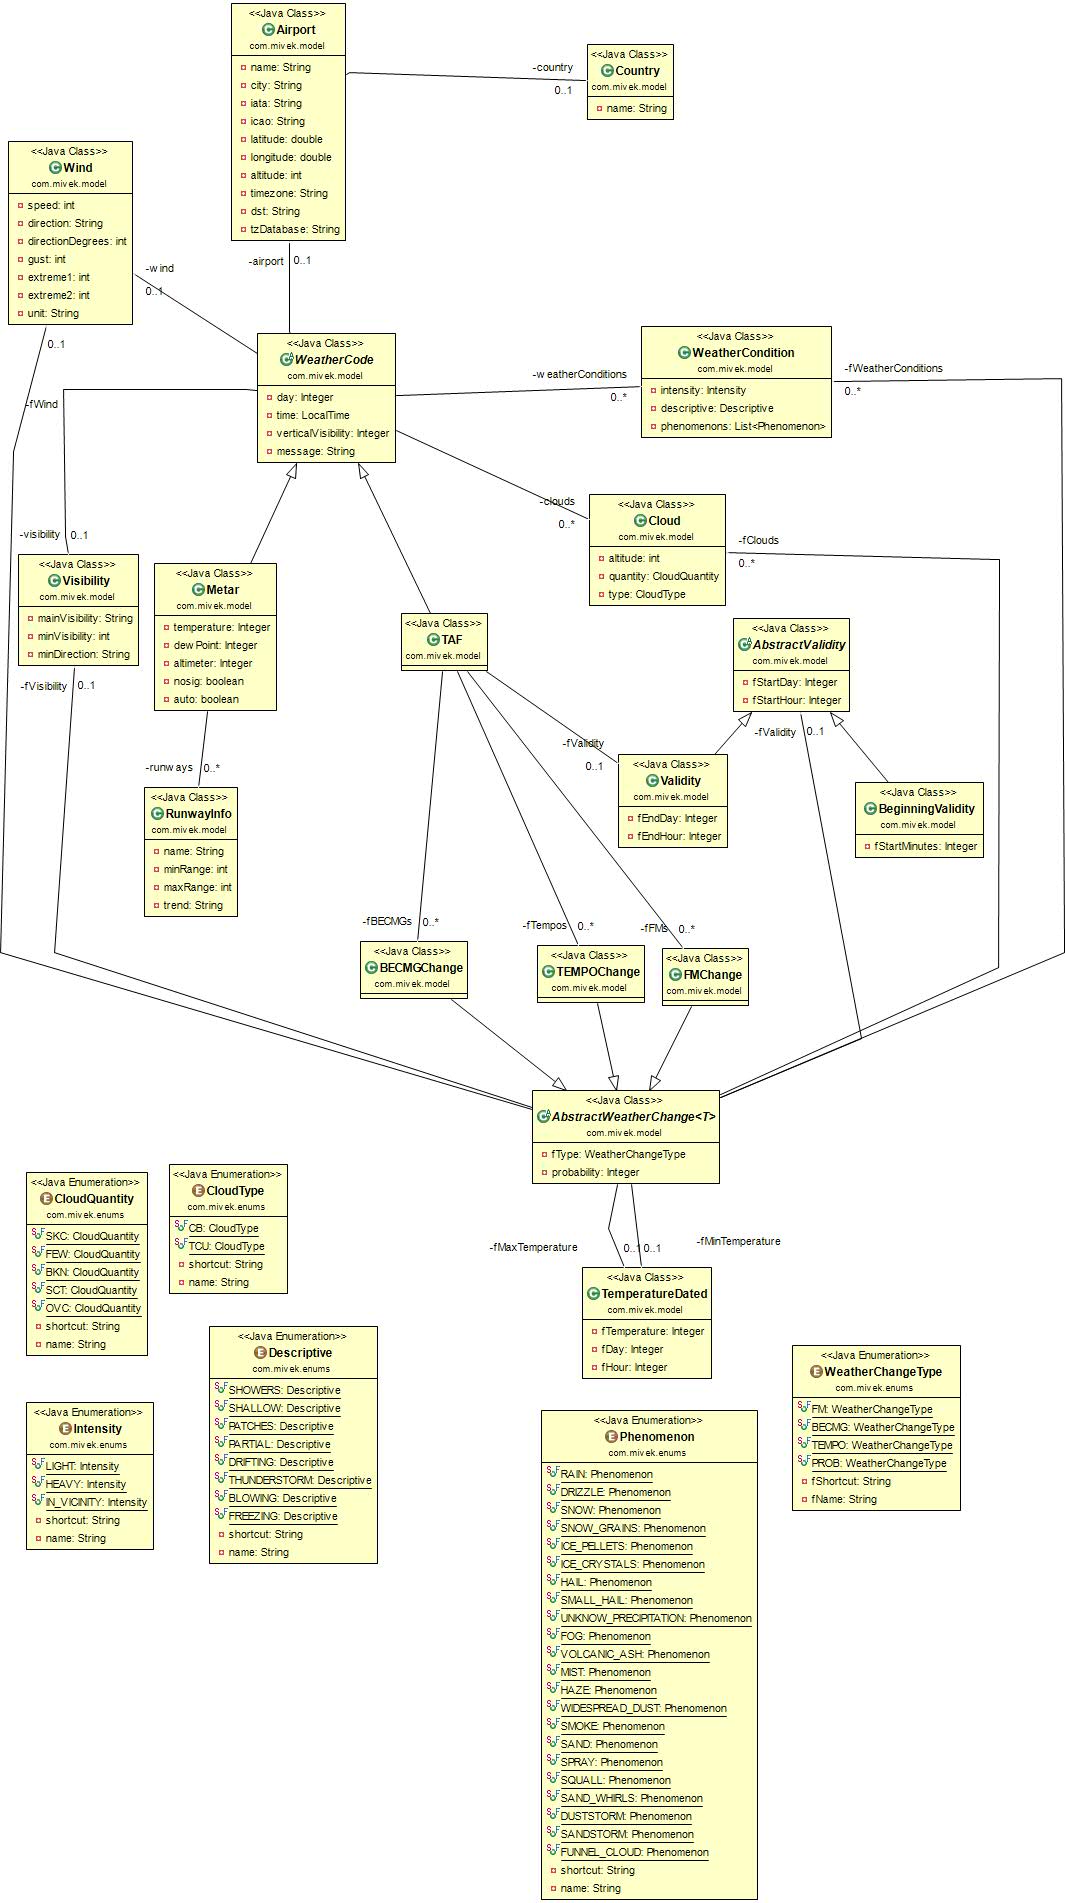 <<Java Class>>
Airport
com.mivek.model
name: String
city: String
iata: String
icao: String
latitude: double
longitude: double
altitude: int
timezone: String
dst: String
tzDatabase: String
-country
0..1
<<Java Class>>
Country
com.mivek.model
name: String
<<Java Class>>
Wind
com.mivek.model
speed: int
direction: String
directionDegrees: int
gust: int
extreme1: int
extreme2: int
unit: String
-airport
0..1
-wind
0..1
0..1
-fWind
<<Java Class>>
WeatherCode
com.mivek.model
day: Integer
time: LocalTime
verticalVisibility: Integer
message: String
-weatherConditions
0..*
<<Java Class>>
WeatherCondition
com.mivek.model
intensity: Intensity
descriptive: Descriptive
phenomenons: List<Phenomenon>
-fWeatherConditions
0..*
-clouds
0..*
<<Java Class>>
Cloud
com.mivek.model
altitude: int
quantity: CloudQuantity
type: CloudType
-fClouds
0..*
-visibility
0..1
<<Java Class>>
Visibility
com.mivek.model
mainVisibility: String
minVisibility: int
minDirection: String
-fVisibility
0..1
<<Java Class>>
Metar
com.mivek.model
temperature: Integer
dewPoint: Integer
altimeter: Integer
nosig: boolean
auto: boolean
-runways
0..*
<<Java Class>>
RunwayInfo
com.mivek.model
name: String
minRange: int
maxRange: int
trend: String
<<Java Class>>
TAF
com.mivek.model
<<Java Class>>
AbstractValidity
com.mivek.model
fStartDay: Integer
fStartHour: Integer
-fValidity
0..1
-fValidity
0..1
<<Java Class>>
Validity
com.mivek.model
fEndDay: Integer
fEndHour: Integer
<<Java Class>>
BeginningValidity
com.mivek.model
fStartMinutes: Integer
-fBECMGs
0..*
-fTempos
0..*
-fFMs
0..*
<<Java Class>>
BECMGChange
com.mivek.model
<<Java Class>>
TEMPOChange
com.mivek.model
<<Java Class>>
FMChange
com.mivek.model
<<Java Class>>
AbstractWeatherChange<T>
com.mivek.model
fType: WeatherChangeType
probability: Integer
-fMaxTemperature
0..1
0..1
-fMinTemperature
<<Java Class>>
TemperatureDated
com.mivek.model
fTemperature: Integer
fDay: Integer
fHour: Integer
<<Java Enumeration>>
CloudQuantity
com.mivek.enums
SKC: CloudQuantity
FEW: CloudQuantity
BKN: CloudQuantity
SCT: CloudQuantity
OVC: CloudQuantity
shortcut: String
name: String
<<Java Enumeration>>
CloudType
com.mivek.enums
CB: CloudType
TCU: CloudType
shortcut: String
name: String
<<Java Enumeration>>
Descriptive
com.mivek.enums
SHOWERS: Descriptive
SHALLOW: Descriptive
PATCHES: Descriptive
PARTIAL: Descriptive
DRIFTING: Descriptive
THUNDERSTORM: Descriptive
BLOWING: Descriptive
FREEZING: Descriptive
shortcut: String
name: String
<<Java Enumeration>>
Intensity
com.mivek.enums
LIGHT: Intensity
HEAVY: Intensity
IN_VICINITY: Intensity
shortcut: String
name: String
<<Java Enumeration>>
WeatherChangeType
com.mivek.enums
FM: WeatherChangeType
BECMG: WeatherChangeType
TEMPO: WeatherChangeType
PROB: WeatherChangeType
fShortcut: String
fName: String
<<Java Enumeration>>
Phenomenon
com.mivek.enums
RAIN: Phenomenon
DRIZZLE: Phenomenon
SNOW: Phenomenon
SNOW_GRAINS: Phenomenon
ICE_PELLETS: Phenomenon
ICE_CRYSTALS: Phenomenon
HAIL: Phenomenon
SMALL_HAIL: Phenomenon
UNKNOW_PRECIPITATION: Phenomenon
FOG: Phenomenon
VOLCANIC_ASH: Phenomenon
MIST: Phenomenon
HAZE: Phenomenon
WIDESPREAD_DUST: Phenomenon
SMOKE: Phenomenon
SAND: Phenomenon
SPRAY: Phenomenon
SQUALL: Phenomenon
SAND_WHIRLS: Phenomenon
DUSTSTORM: Phenomenon
SANDSTORM: Phenomenon
FUNNEL_CLOUD: Phenomenon
shortcut: String
name: String